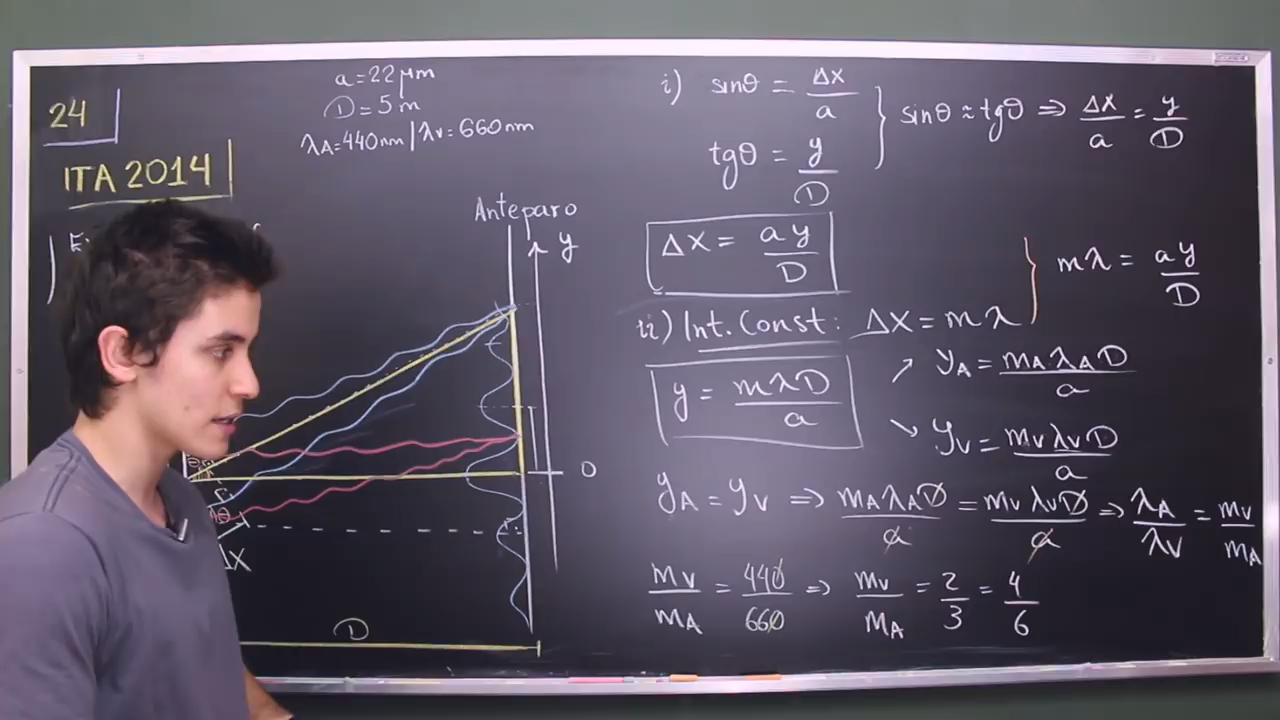 24
ITA 2014
a = 22 μm
D = 5 m
λA = 440 nm | λV = 660 nm
Anteparo
y
0
θ
ΔX
D
i) sinθ = ΔX/a
tgθ = y/D
} sinθ ≈ tgθ ⇒ ΔX/a = y/D
ΔX = ay/D
ii) Int. Const: ΔX = mλ
} mλ = ay/D
y = mλD/a
↗ yA = mAλAD/a
↘ yV = mVλVD/a
yA = yV ⇒ mAλAD/a = mVλVD/a ⇒ λA/λV = mV/mA
mV/mA = 440/660 ⇒ mV/mA = 2/3 = 4/6